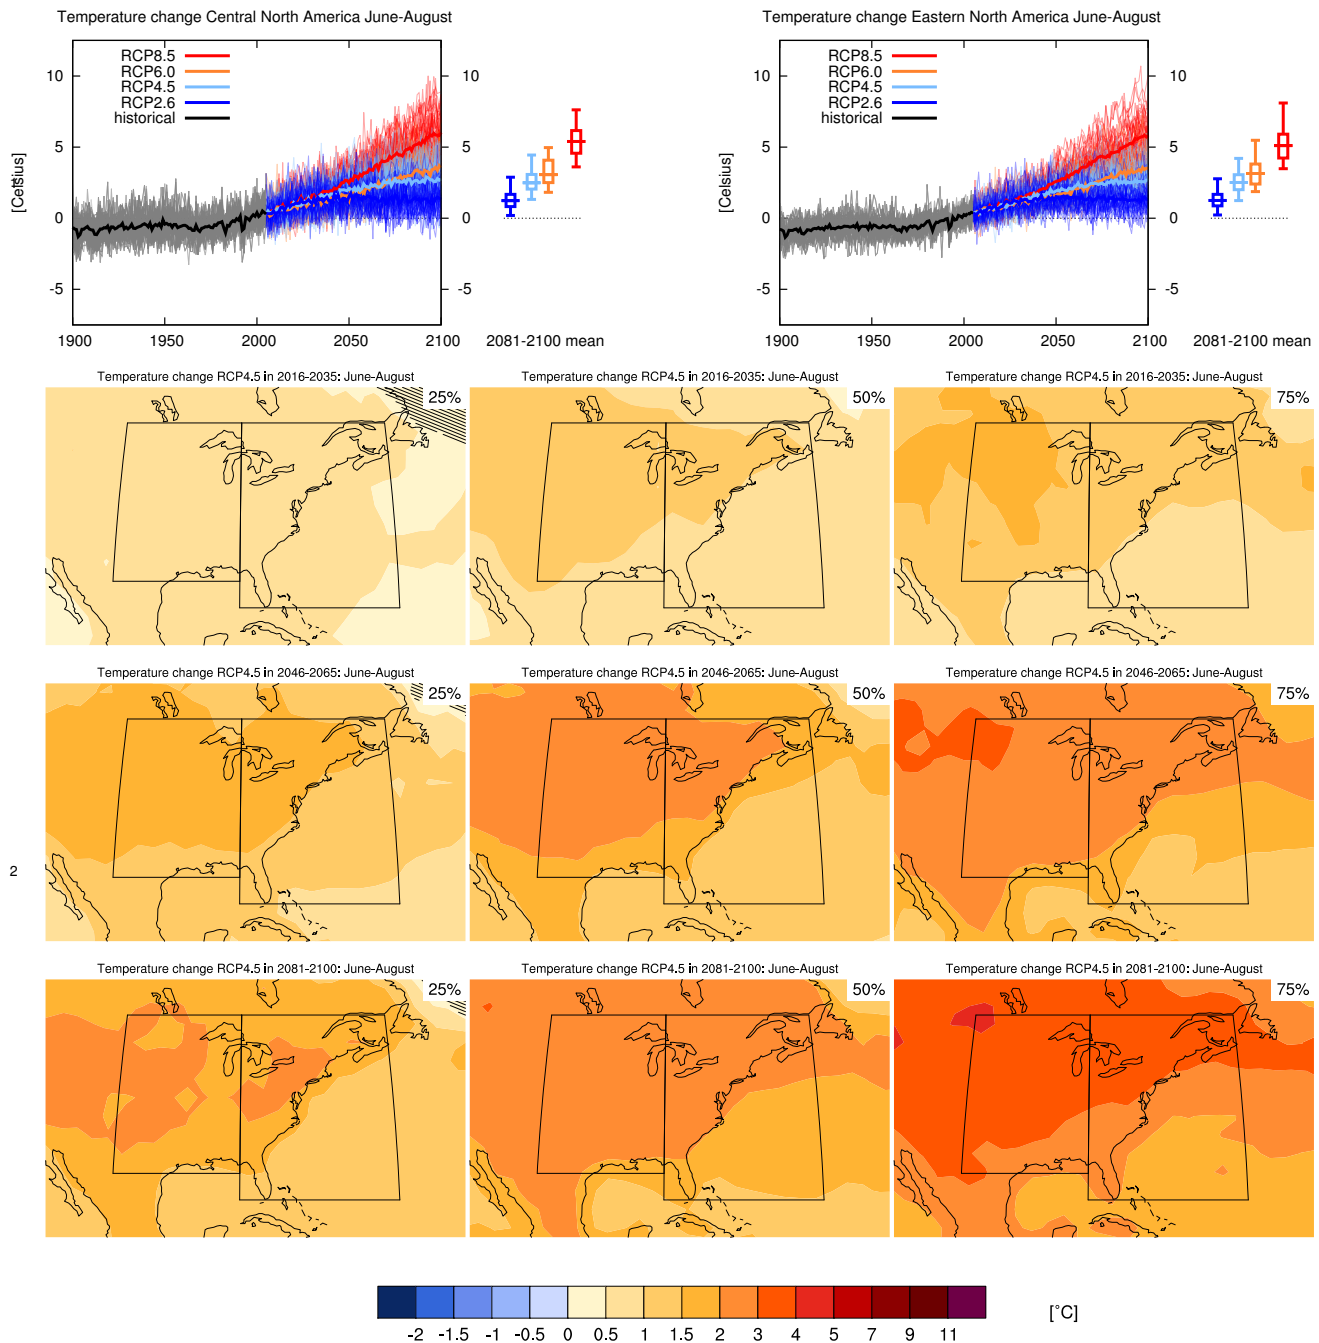 Temperature change Central North America June-August
RCP8.5
RCP6.0
RCP4.5
RCP2.6
historical
[Celsius]
10
5
0
-5
10
5
0
-5
1900
1950
2000
2050
2100
2081-2100 mean
Temperature change Eastern North America June-August
RCP8.5
RCP6.0
RCP4.5
RCP2.6
historical
[Celsius]
10
5
0
-5
10
5
0
-5
1900
1950
2000
2050
2100
2081-2100 mean
Temperature change RCP4.5 in 2016-2035: June-August
25%
Temperature change RCP4.5 in 2016-2035: June-August
50%
Temperature change RCP4.5 in 2016-2035: June-August
75%
Temperature change RCP4.5 in 2046-2065: June-August
25%
Temperature change RCP4.5 in 2046-2065: June-August
50%
Temperature change RCP4.5 in 2046-2065: June-August
75%
2
Temperature change RCP4.5 in 2081-2100: June-August
25%
Temperature change RCP4.5 in 2081-2100: June-August
50%
Temperature change RCP4.5 in 2081-2100: June-August
75%
-2 -1.5 -1 -0.5 0 0.5 1 1.5 2 3 4 5 7 9 11
[˚C]